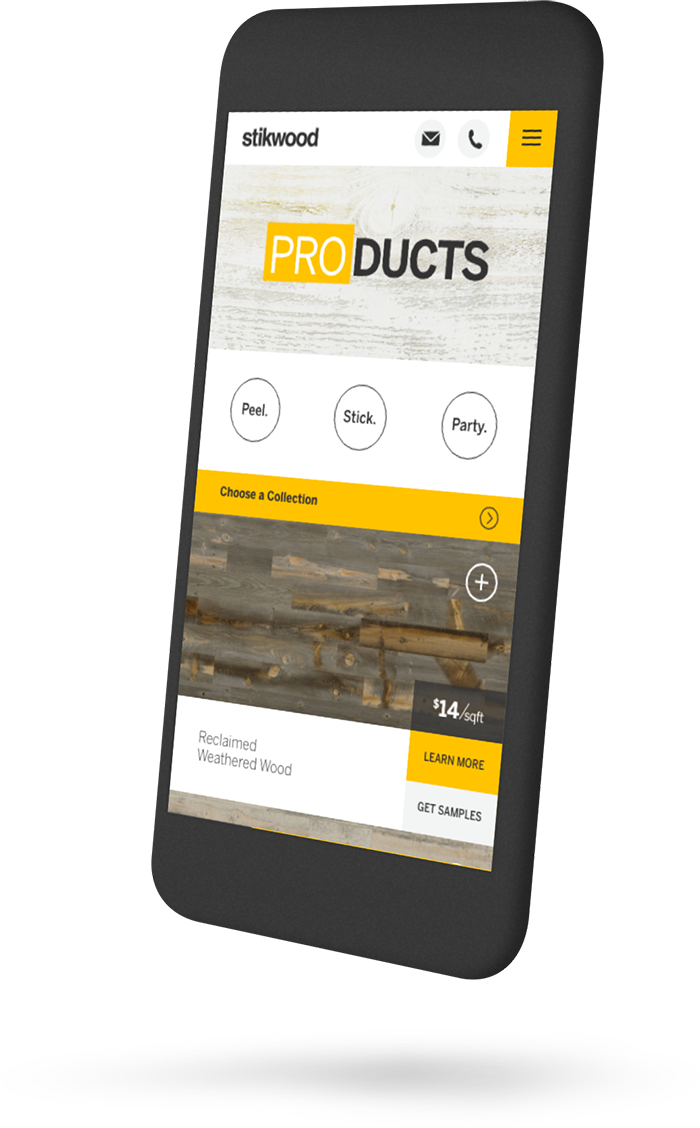 stikwood
PRODUCTS
Peel.
Stick.
Party.
Choose a Collection
$14/sqft
Reclaimed
Weathered Wood
LEARN MORE
GET SAMPLES